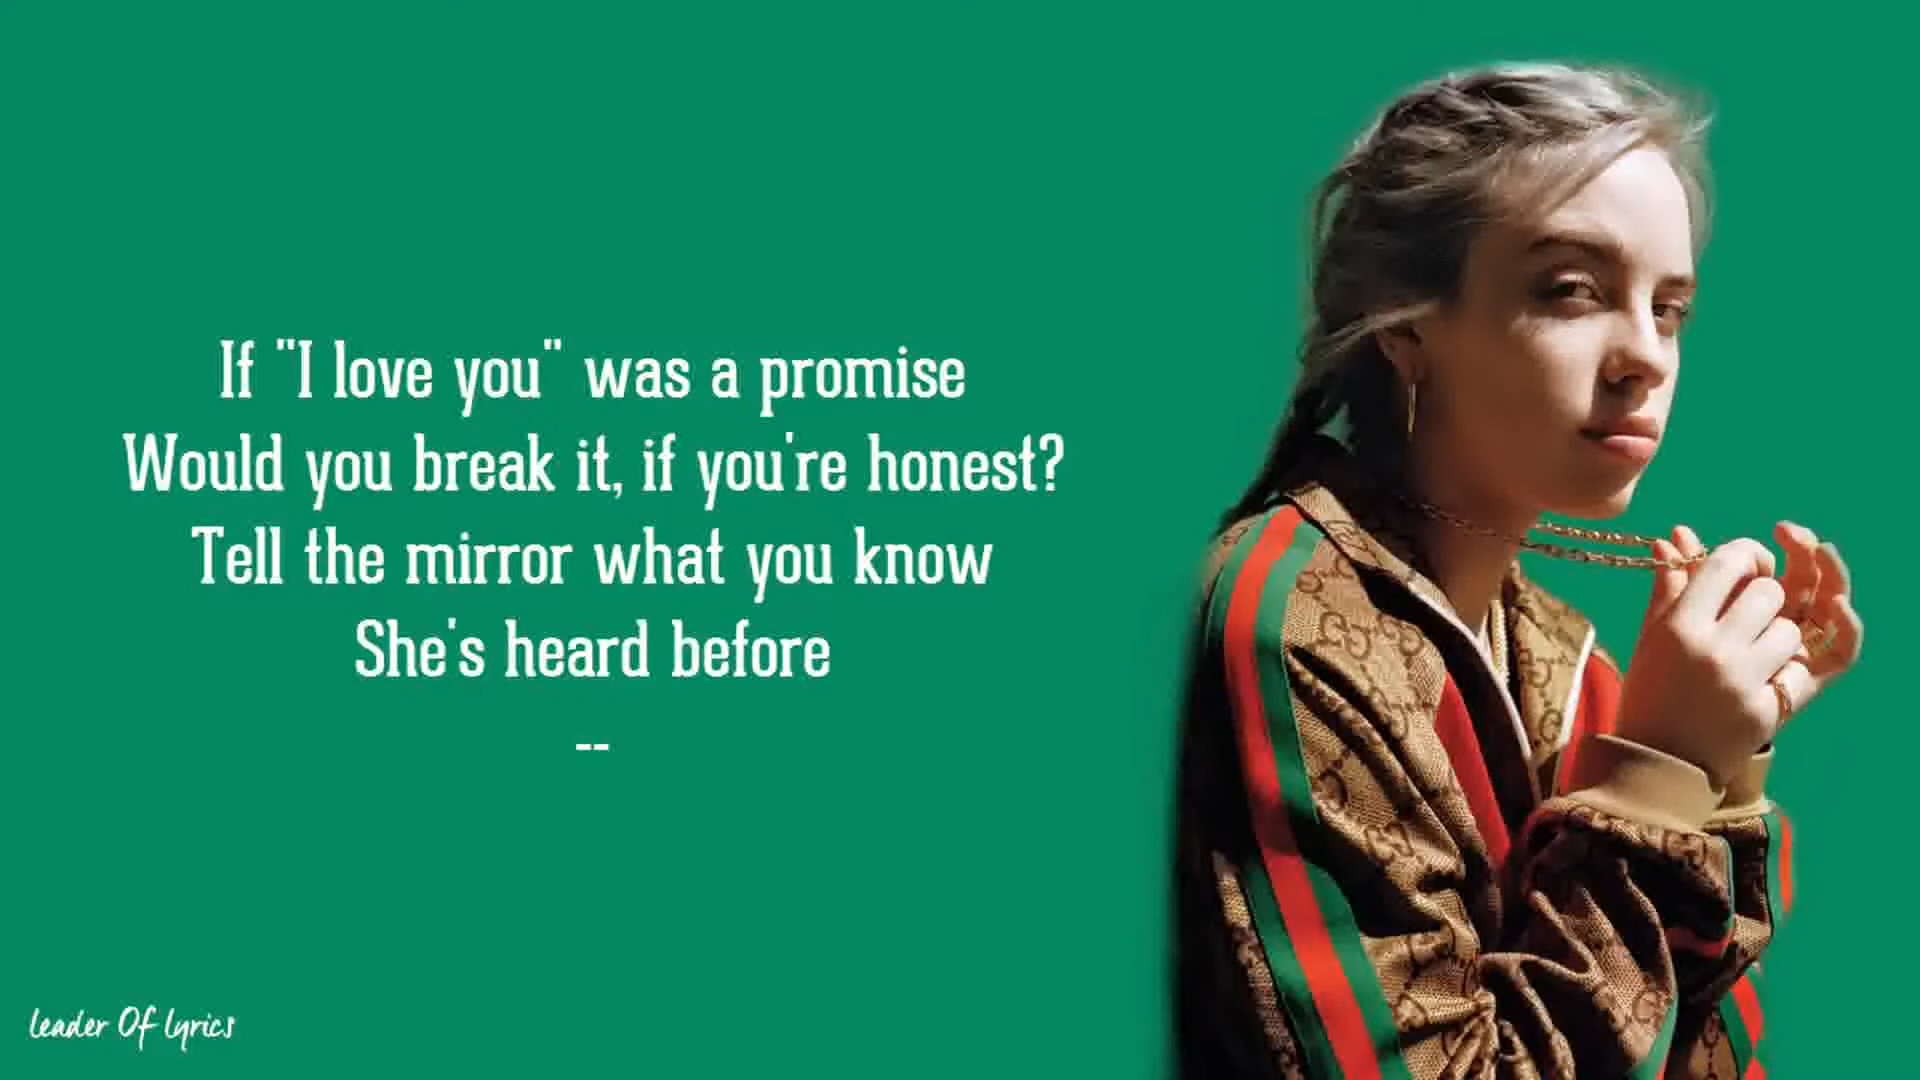 If "I love you" was a promise
Would you break it, if you're honest?
Tell the mirror what you know
She's heard before
--
Leader Of Lyrics